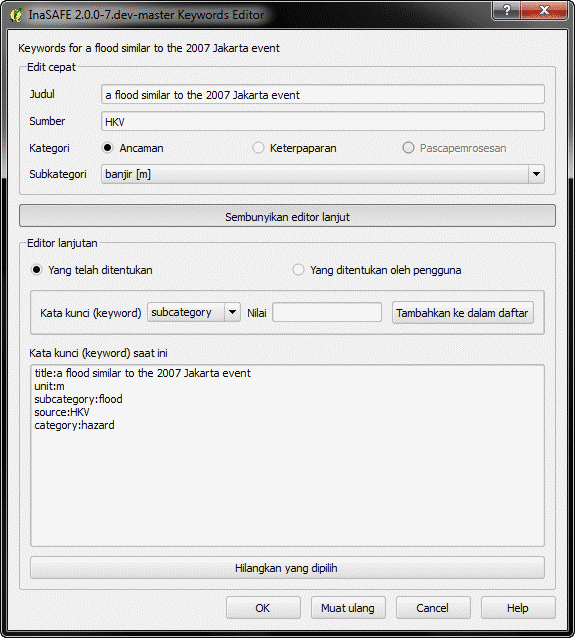 InaSAFE 2.0.0-7.dev-master Keywords Editor
Keywords for a flood similar to the 2007 Jakarta event
Edit cepat
Judul a flood similar to the 2007 Jakarta event
Sumber HKV
Kategori Ancaman Keterpaparan Pascapemrosesan
Subkategori banjir [m]
Sembunyikan editor lanjut
Editor lanjutan
Yang telah ditentukan Yang ditentukan oleh pengguna
Kata kunci (keyword) subcategory Nilai Tambahkan ke dalam daftar
Kata kunci (keyword) saat ini
title:a flood similar to the 2007 Jakarta event
unit:m
subcategory:flood
source:HKV
category:hazard
Hilangkan yang dipilih
OK Muat ulang Cancel Help